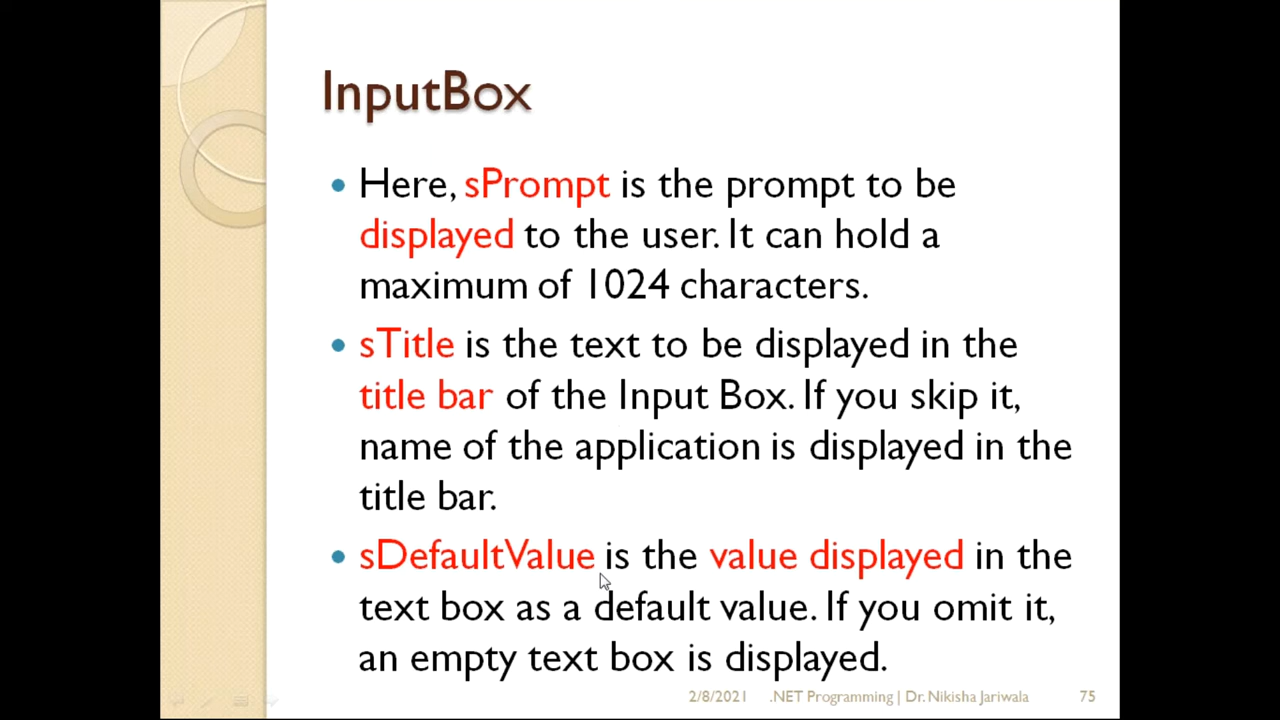 InputBox
Here, sPrompt is the prompt to be
displayed to the user. It can hold a
maximum of 1024 characters.
sTitle is the text to be displayed in the
title bar of the Input Box. If you skip it,
name of the application is displayed in the
title bar.
sDefaultValue is the value displayed in the
text box as a default value. If you omit it,
an empty text box is displayed.
2/8/2021 .NET Programming | Dr. Nikisha Jariwala 75